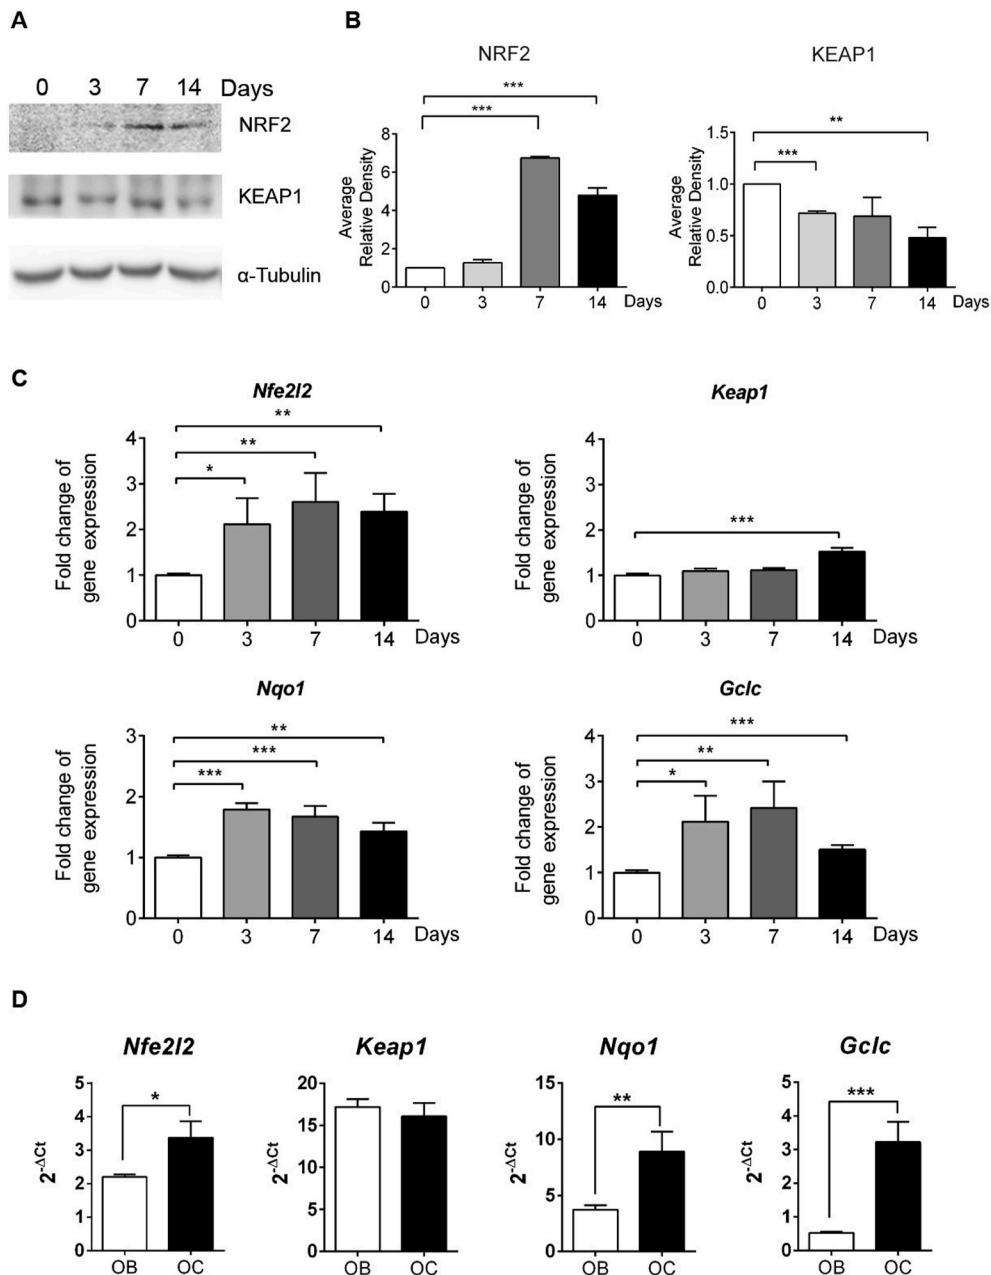 A
0 3 7 14 Days
NRF2
KEAP1
α-Tubulin
B
NRF2
***
***
Average
Relative Density
8
6
4
2
0
0 3 7 14 Days
KEAP1
**
***
Average
Relative Density
1.5
1.0
0.5
0.0
0 3 7 14 Days
C
Nfe2l2
**
**
*
Fold change of
gene expression
4
3
2
1
0
0 3 7 14 Days
Keap1
***
Fold change of
gene expression
4
3
2
1
0
0 3 7 14 Days
Nqo1
**
***
***
Fold change of
gene expression
3
2
1
0
0 3 7 14 Days
Gclc
***
**
*
Fold change of
gene expression
4
3
2
1
0
0 3 7 14 Days
D
Nfe2l2
*
2-ΔCt
5
4
3
2
1
0
OB OC
Keap1
2-ΔCt
20
15
10
5
0
OB OC
Nqo1
**
2-ΔCt
15
10
5
0
OB OC
Gclc
***
2-ΔCt
5
4
3
2
1
0
OB OC